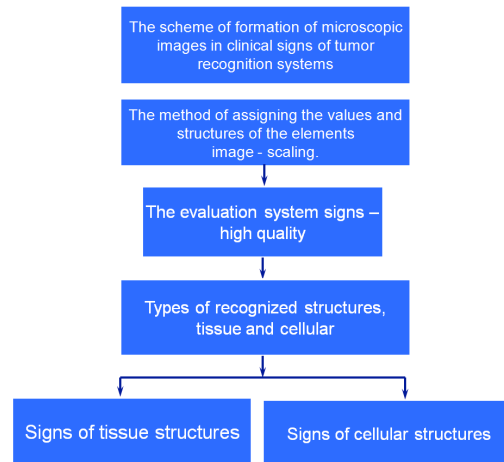 The scheme of formation of microscopic
images in clinical signs of tumor
recognition systems
The method of assigning the values and
structures of the elements
image - scaling.
The evaluation system signs –
high quality
Types of recognized structures,
tissue and cellular
Signs of tissue structures
Signs of cellular structures